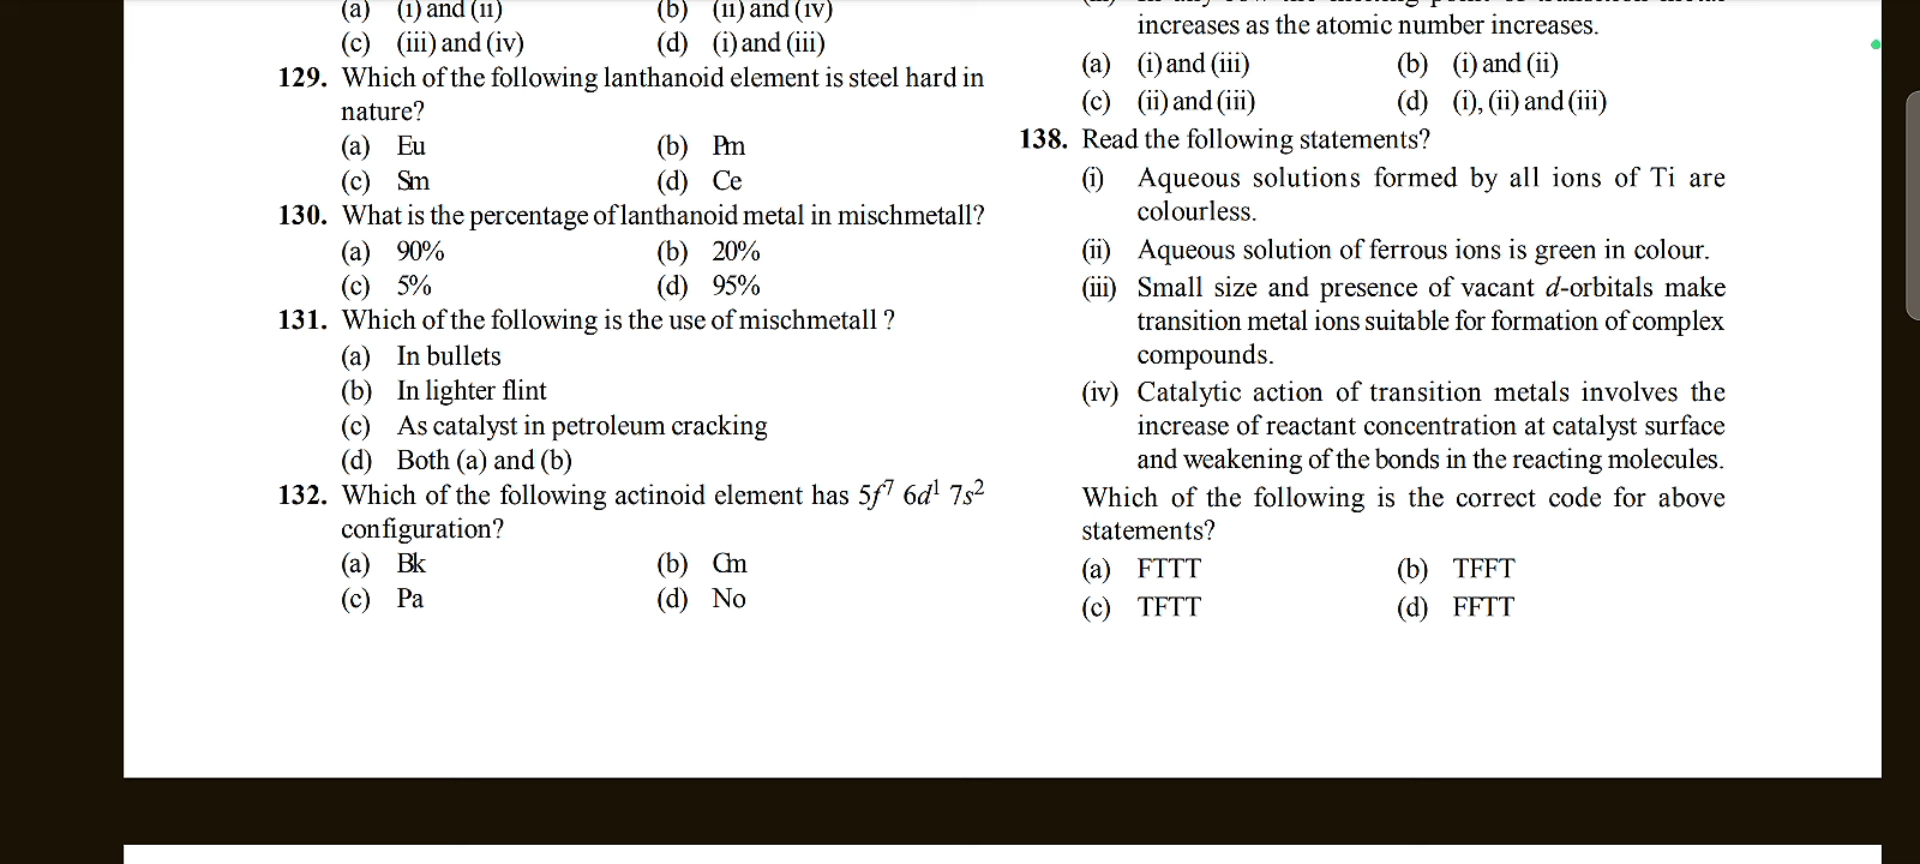 (a) (i) and (ii) (b) (ii) and (iv)
(c) (iii) and (iv) (d) (i) and (iii)
129. Which of the following lanthanoid element is steel hard in
nature?
(a) Eu (b) Pm
(c) Sm (d) Ce
130. What is the percentage of lanthanoid metal in mischmetall?
(a) 90% (b) 20%
(c) 5% (d) 95%
131. Which of the following is the use of mischmetall ?
(a) In bullets
(b) In lighter flint
(c) As catalyst in petroleum cracking
(d) Both (a) and (b)
132. Which of the following actinoid element has 5f⁷ 6d¹ 7s²
configuration?
(a) Bk (b) Cm
(c) Pa (d) No
increases as the atomic number increases.
(a) (i) and (iii) (b) (i) and (ii)
(c) (ii) and (iii) (d) (i), (ii) and (iii)
138. Read the following statements?
(i) Aqueous solutions formed by all ions of Ti are
colourless.
(ii) Aqueous solution of ferrous ions is green in colour.
(iii) Small size and presence of vacant d-orbitals make
transition metal ions suitable for formation of complex
compounds.
(iv) Catalytic action of transition metals involves the
increase of reactant concentration at catalyst surface
and weakening of the bonds in the reacting molecules.
Which of the following is the correct code for above
statements?
(a) FTTT (b) TFFT
(c) TFTT (d) FFTT